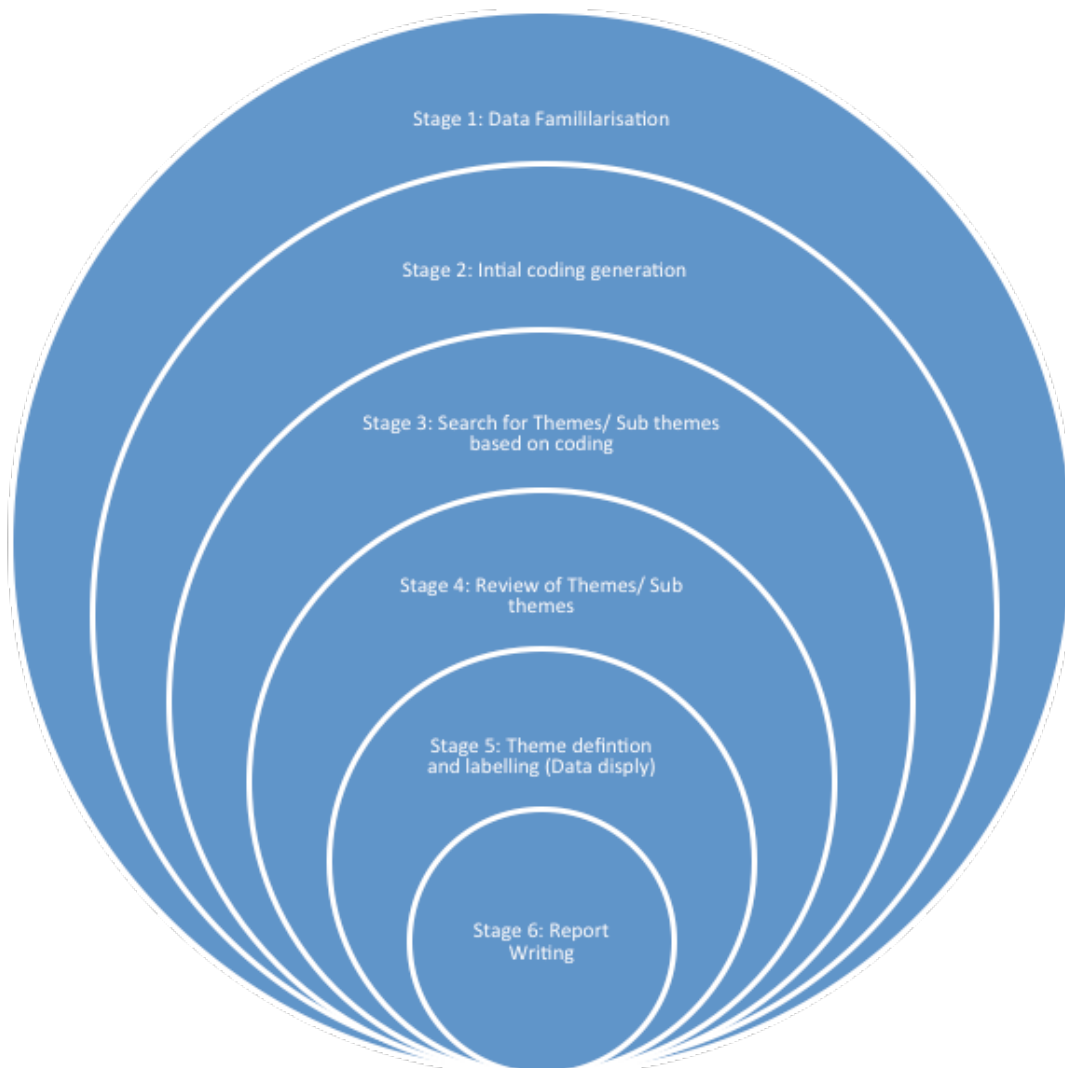 Stage 1: Data Famililarisation
Stage 2: Intial coding generation
Stage 3: Search for Themes/ Sub themes
based on coding
Stage 4: Review of Themes/ Sub
themes
Stage 5: Theme defintion
and labelling (Data disply)
Stage 6: Report
Writing